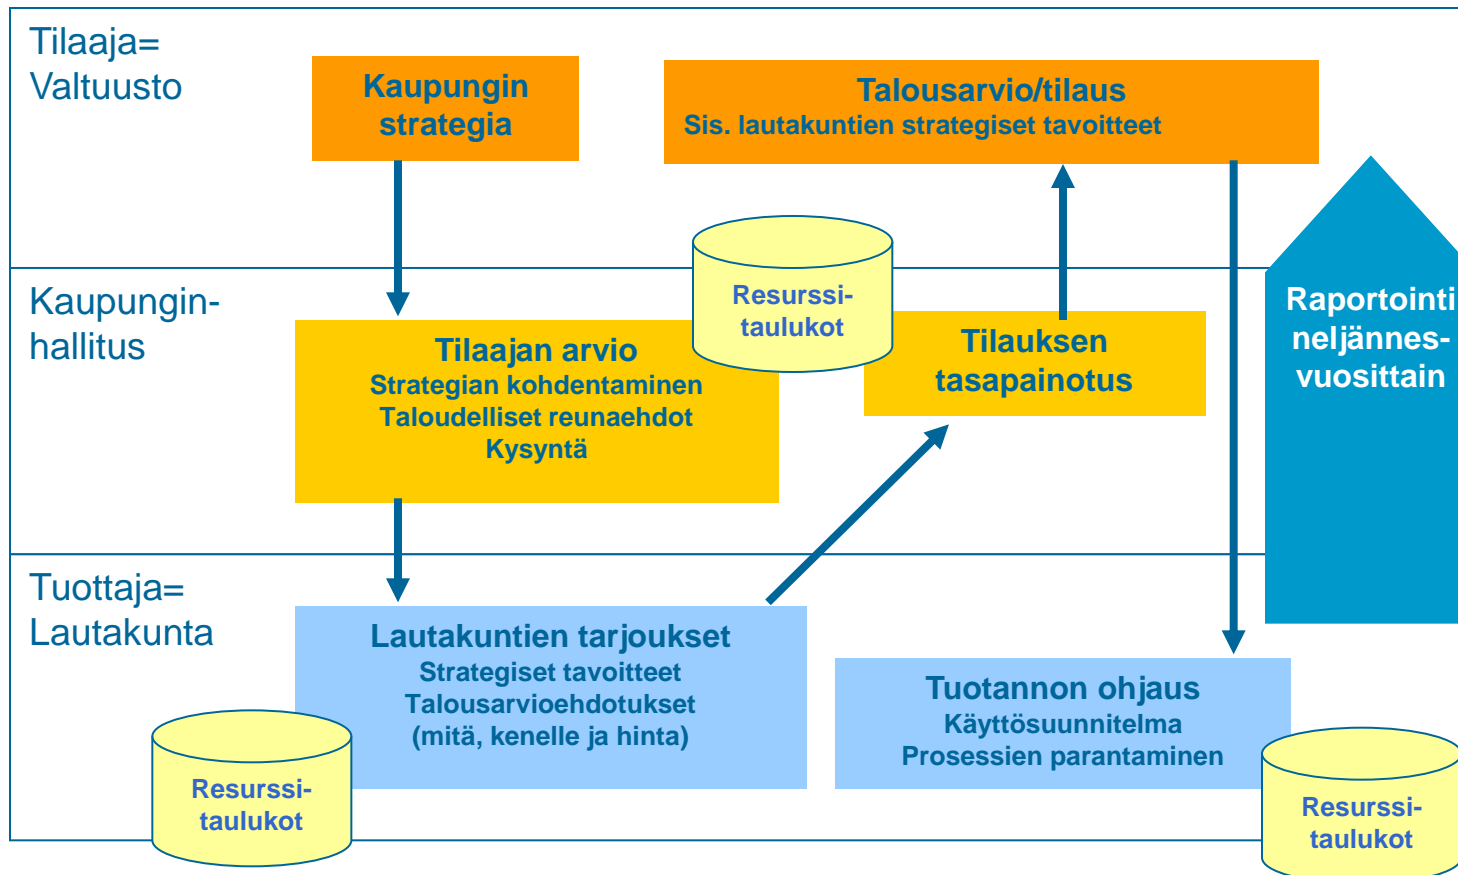 Tilaaja=
Valtuusto
Kaupungin
strategia
Talousarvio/tilaus
Sis. lautakuntien strategiset tavoitteet
Kaupungin-
hallitus
Tilaajan arvio
Strategian kohdentaminen
Taloudelliset reunaehdot
Kysyntä
Resurssi-
taulukot
Tilauksen
tasapainotus
Raportointi
neljännes-
vuosittain
Tuottaja=
Lautakunta
Lautakuntien tarjoukset
Strategiset tavoitteet
Talousarvioehdotukset
(mitä, kenelle ja hinta)
Resurssi-
taulukot
Tuotannon ohjaus
Käyttösuunnitelma
Prosessien parantaminen
Resurssi-
taulukot